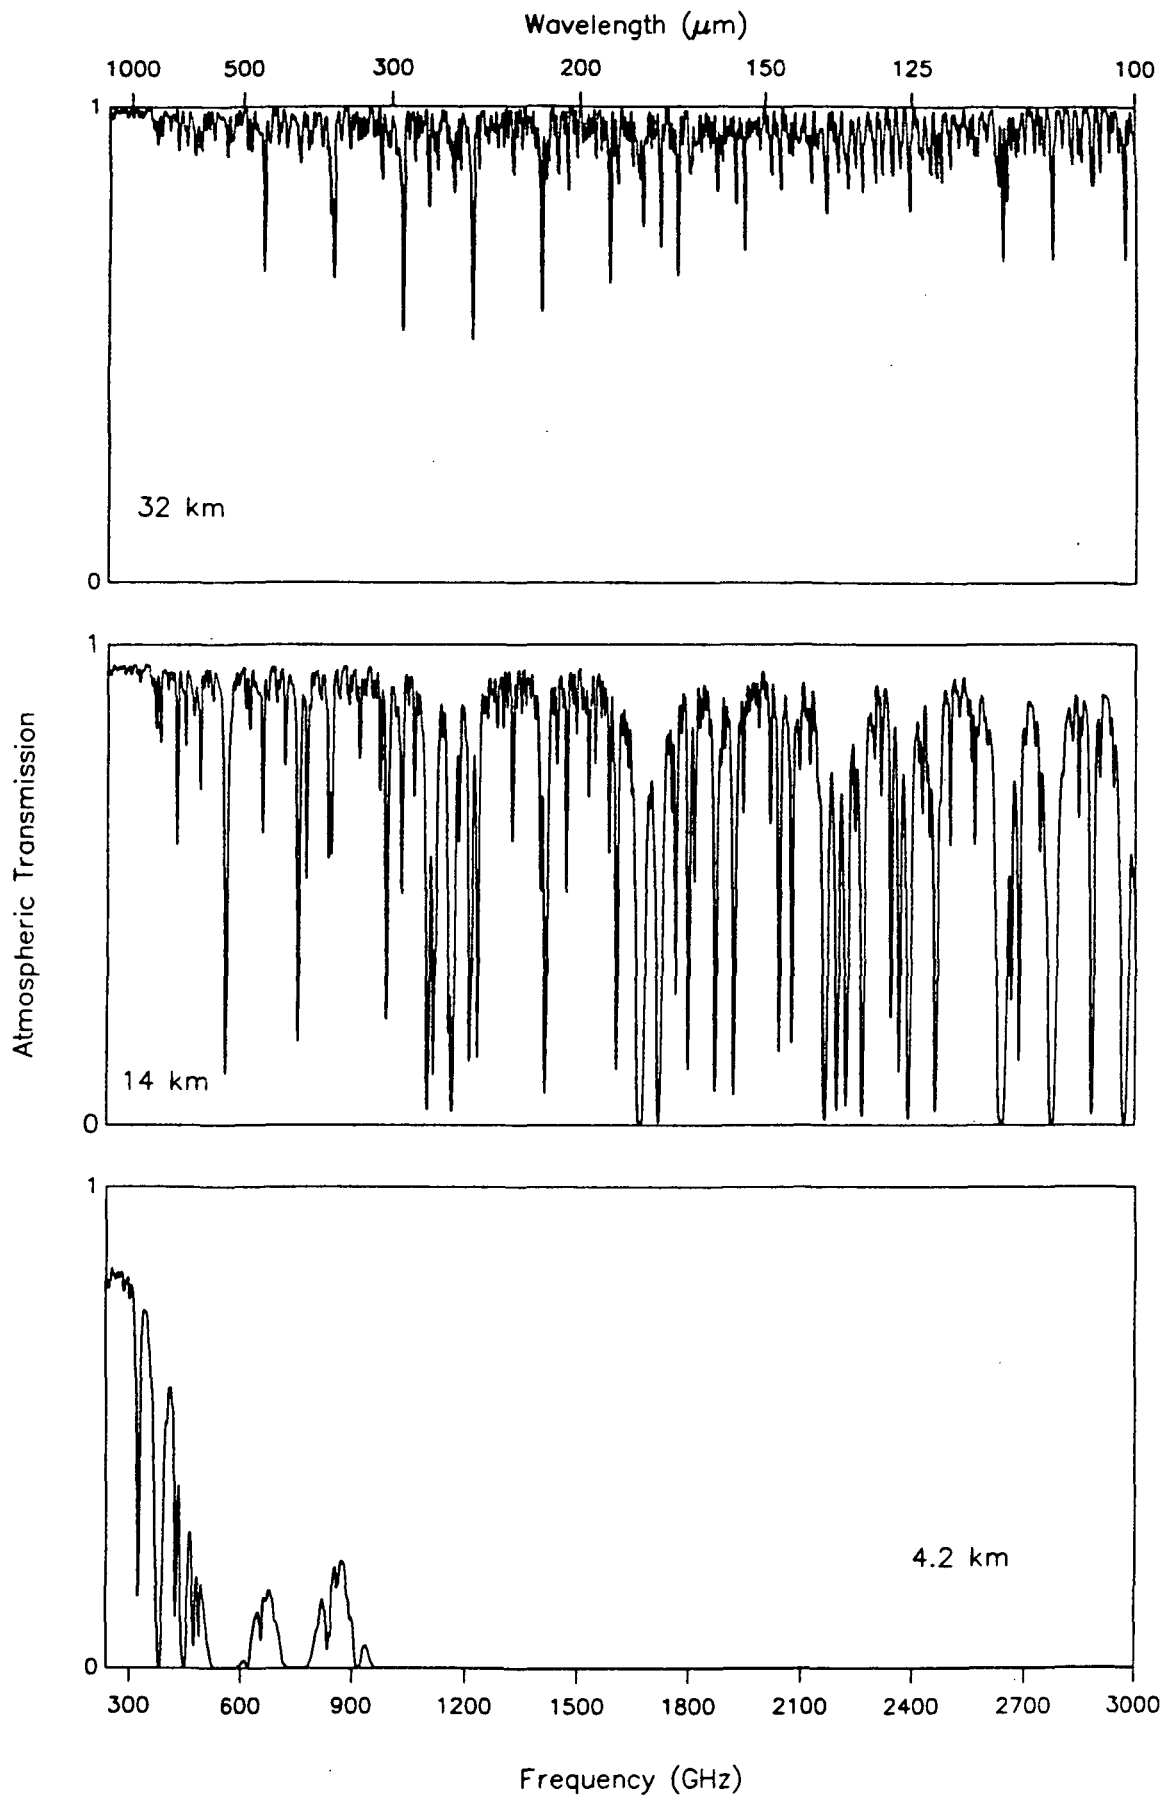 Wavelength (μm)
1000 500 300 200 150 125 100
1
32 km
0
Atmospheric Transmission
1
14 km
0
1
4.2 km
0
300 600 900 1200 1500 1800 2100 2400 2700 3000
Frequency (GHz)